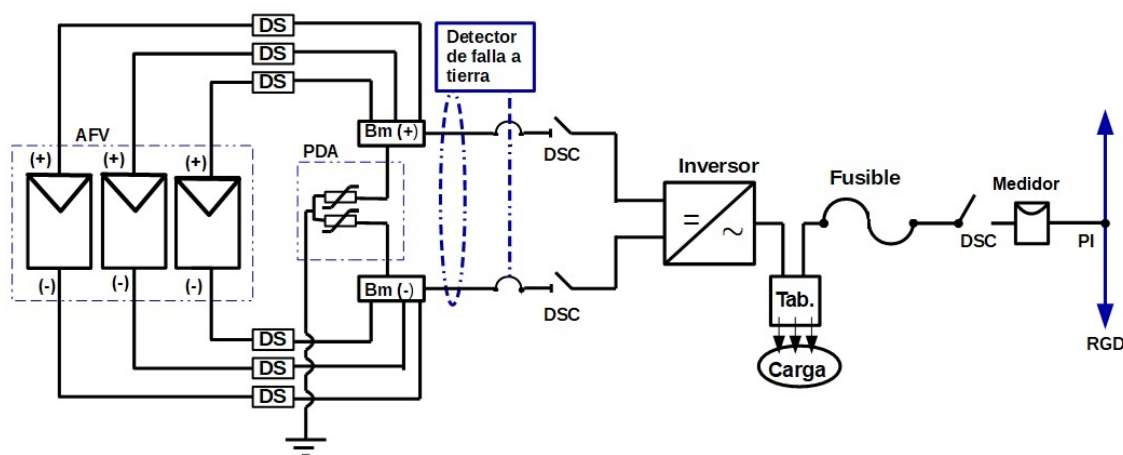 DS
DS
DS
Detector
de falla a
tierra
AFV
(+)
(+)
(+)
Bm (+)
PDA
DSC
Inversor
=
~
Fusible
Medidor
DSC
PI
(-)
(-)
(-)
Bm (-)
DSC
Tab.
Carga
RGD
DS
DS
DS